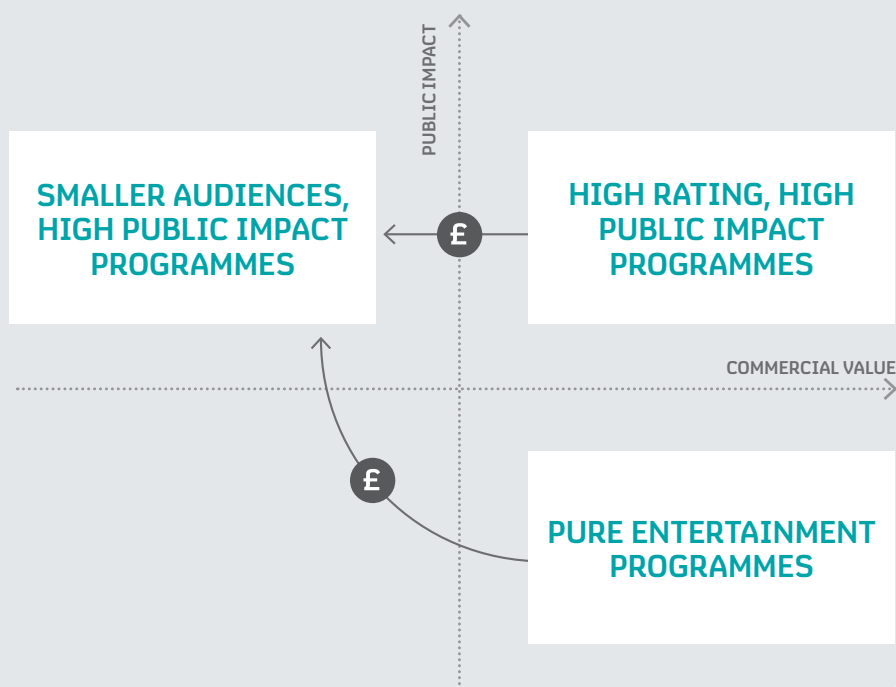 PUBLIC IMPACT
SMALLER AUDIENCES,
HIGH PUBLIC IMPACT
PROGRAMMES
£
HIGH RATING, HIGH
PUBLIC IMPACT
PROGRAMMES
COMMERCIAL VALUE
£
PURE ENTERTAINMENT
PROGRAMMES